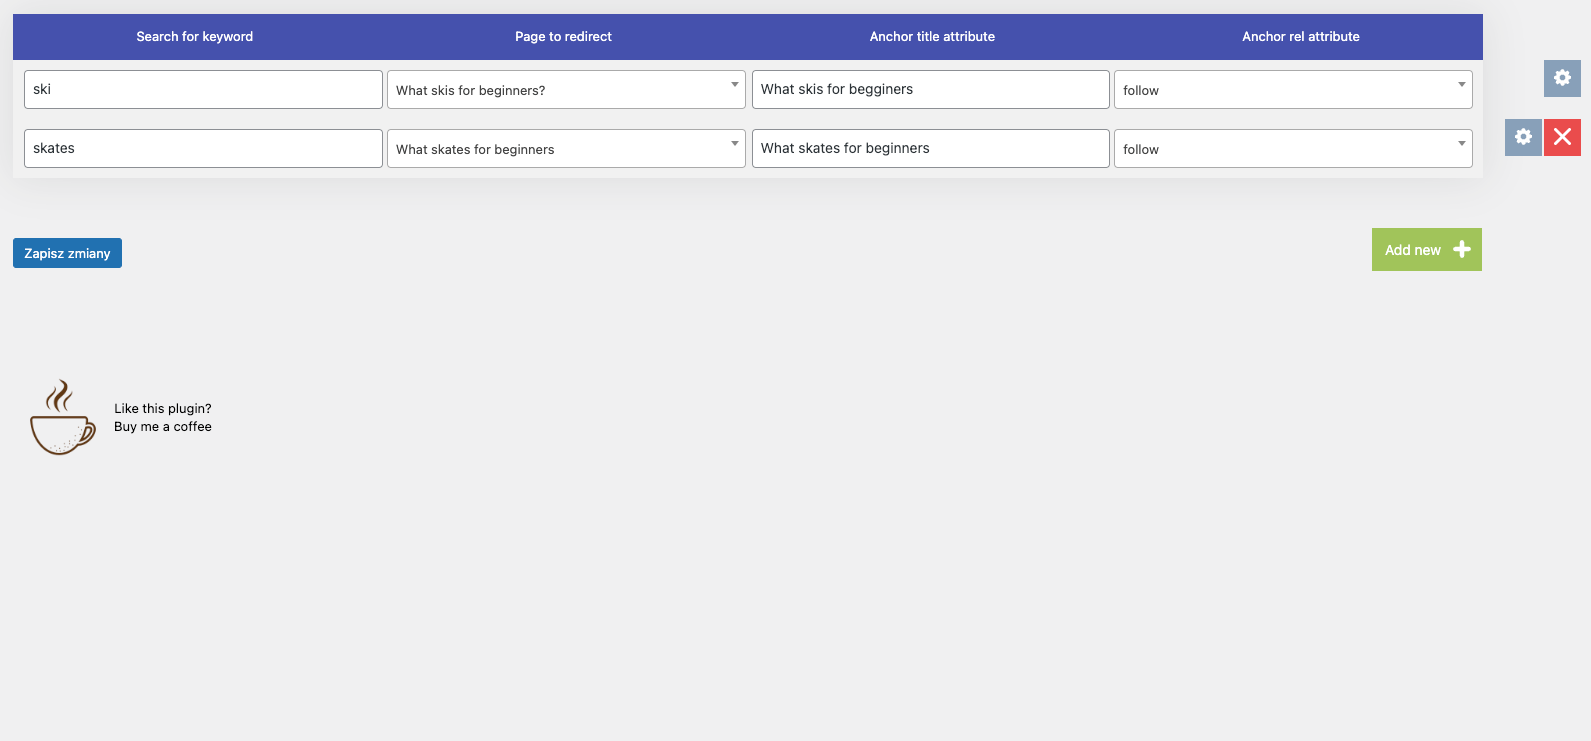 Search for keyword Page to redirect Anchor title attribute Anchor rel attribute
ski What skis for beginners? What skis for begginers follow
skates What skates for beginners What skates for beginners follow
Zapisz zmiany Add new
Like this plugin?
Buy me a coffee